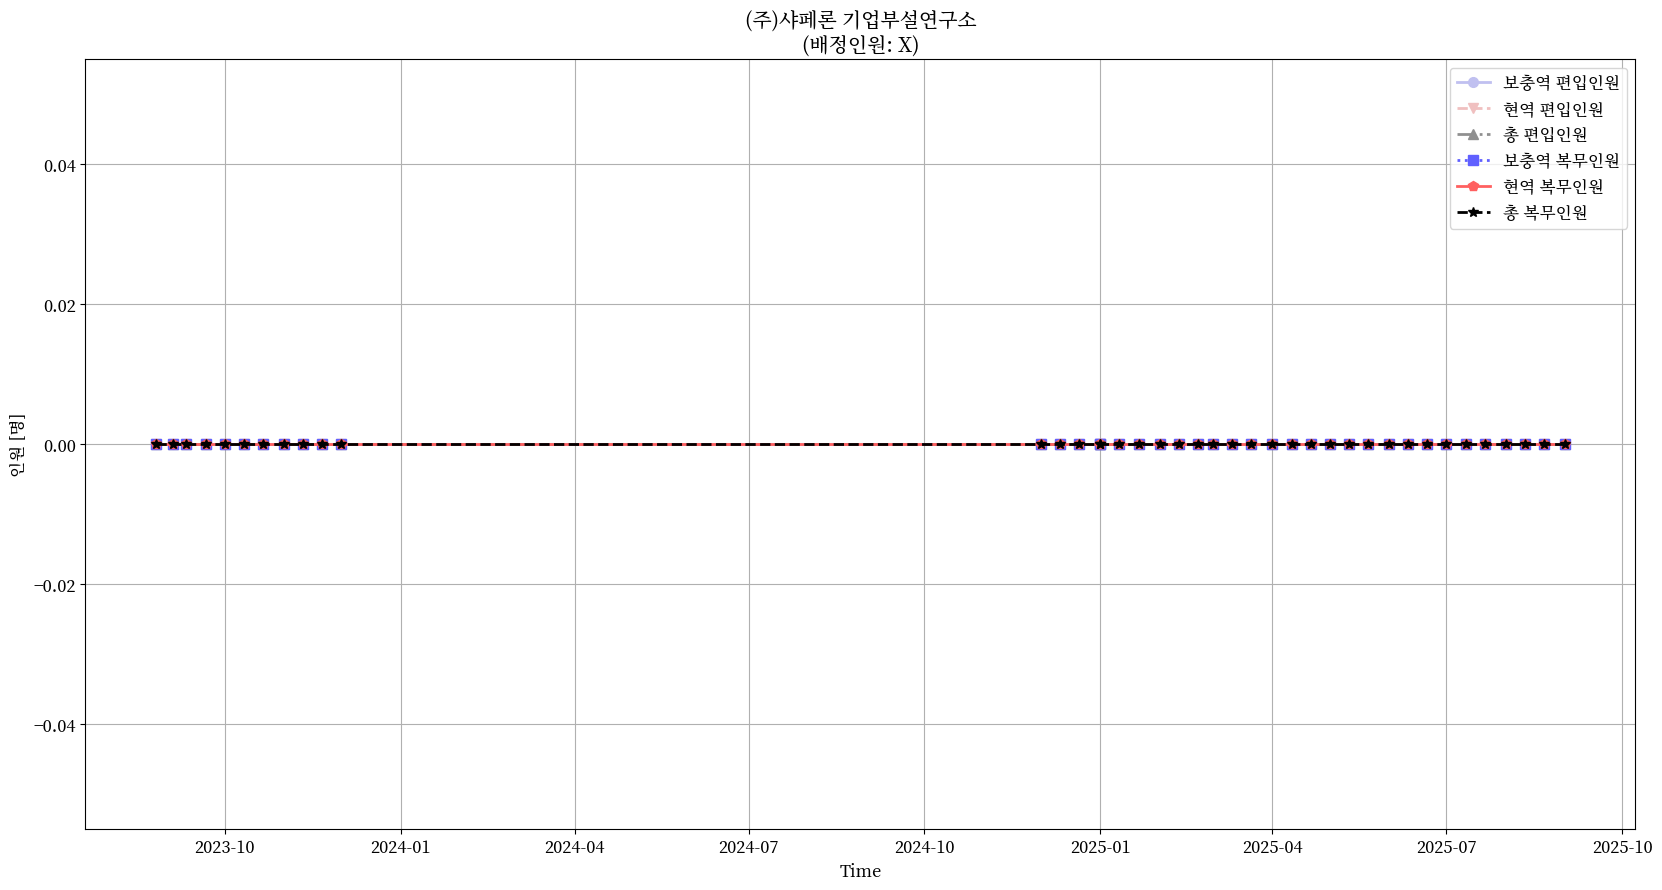 (주)샤페론 기업부설연구소
(배정인원: X)
보충역 편입인원
현역 편입인원
총 편입인원
보충역 복무인원
현역 복무인원
총 복무인원
인원 [명]
0.04
0.02
0.00
−0.02
−0.04
2023-10
2024-01
2024-04
2024-07
2024-10
2025-01
2025-04
2025-07
2025-10
Time